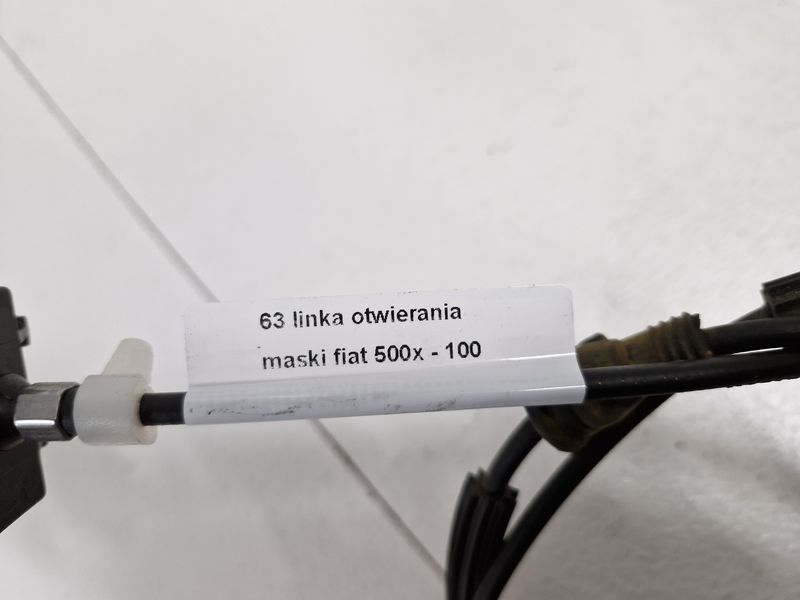 63 linka otwierania
maski fiat 500x - 100